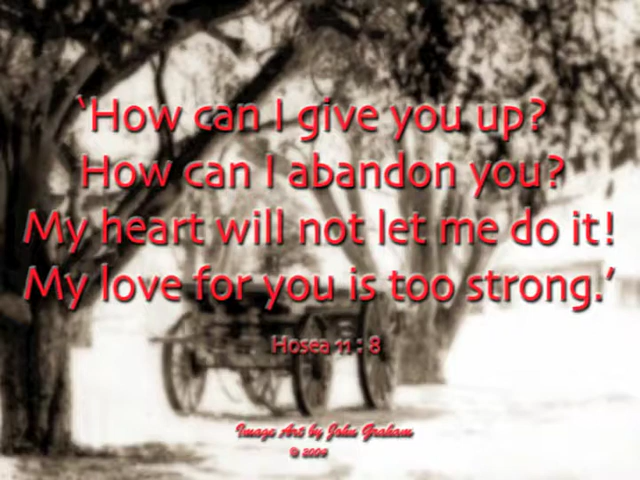 ‘How can I give you up?
How can I abandon you?
My heart will not let me do it!
My love for you is too strong.’
Hosea 11 : 8
Image Art by John Graham
© 2009